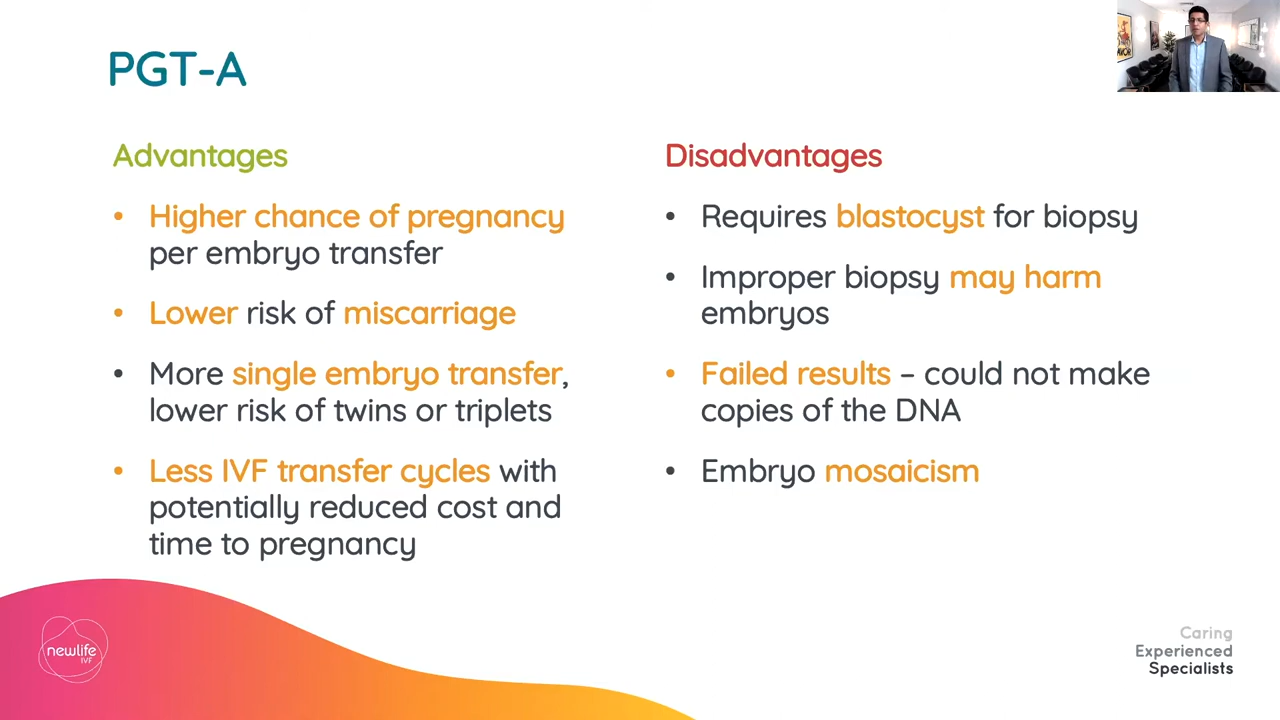 PGT-A
Advantages
• Higher chance of pregnancy
per embryo transfer
• Lower risk of miscarriage
• More single embryo transfer,
lower risk of twins or triplets
• Less IVF transfer cycles with
potentially reduced cost and
time to pregnancy
Disadvantages
• Requires blastocyst for biopsy
• Improper biopsy may harm
embryos
• Failed results – could not make
copies of the DNA
• Embryo mosaicism
newlife
IVF
Caring
Experienced
Specialists